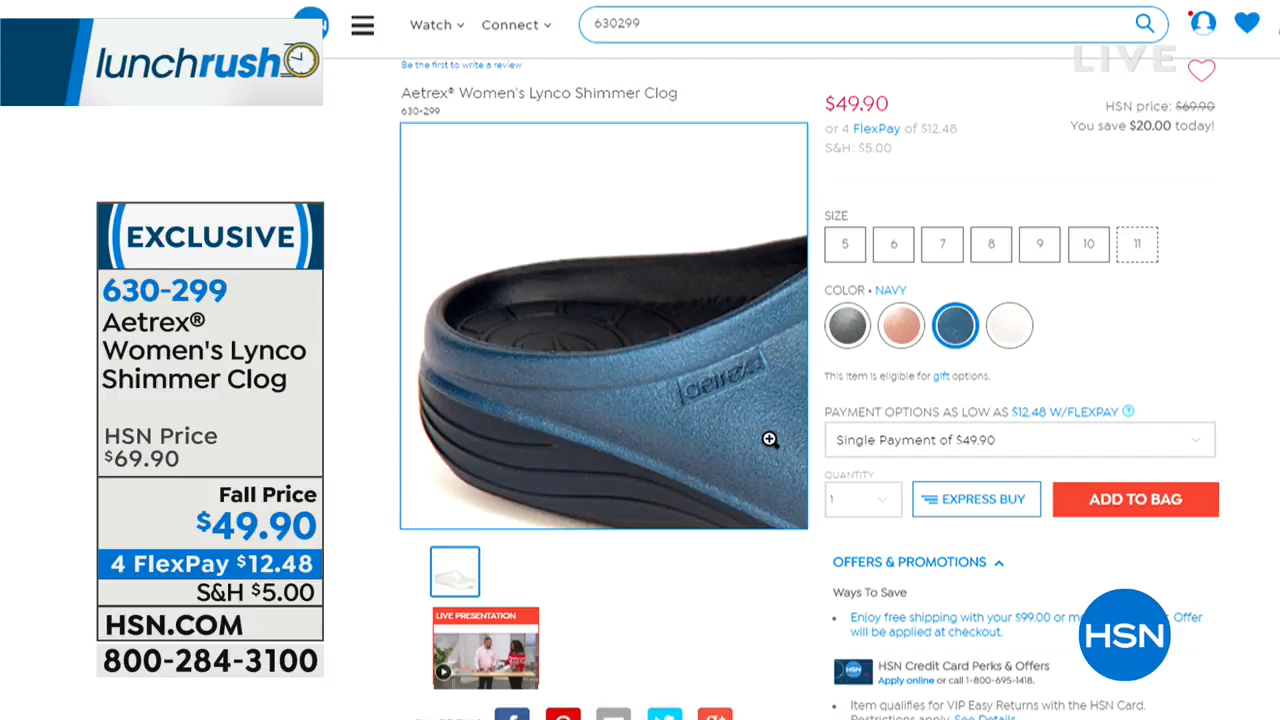 lunchrush
EXCLUSIVE
630-299
Aetrex®
Women's Lynco
Shimmer Clog
HSN Price
$69.90
Fall Price
$49.90
4 FlexPay $12.48
S&H $5.00
HSN.COM
800-284-3100
Watch
Connect
630299
LIVE
Be the first to write a review
Aetrex® Women's Lynco Shimmer Clog
630-299
aetrex
$49.90
HSN price: $69.90
or 4 FlexPay of $12.48
You save $20.00 today!
S&H: $5.00
SIZE
5 6 7 8 9 10 11
COLOR • NAVY
This item is eligible for gift options.
PAYMENT OPTIONS AS LOW AS $12.48 W/FLEXPAY ?
Single Payment of $49.90
QUANTITY
1
EXPRESS BUY
ADD TO BAG
LIVE PRESENTATION
OFFERS & PROMOTIONS
Ways To Save
• Enjoy free shipping with your $99.00 or Offer
will be applied at checkout.
HSN
HSN
HSN Credit Card Perks & Offers
Apply online or call 1-800-695-1418.
• Item qualifies for VIP Easy Returns with the HSN Card.
Restrictions apply. See Details